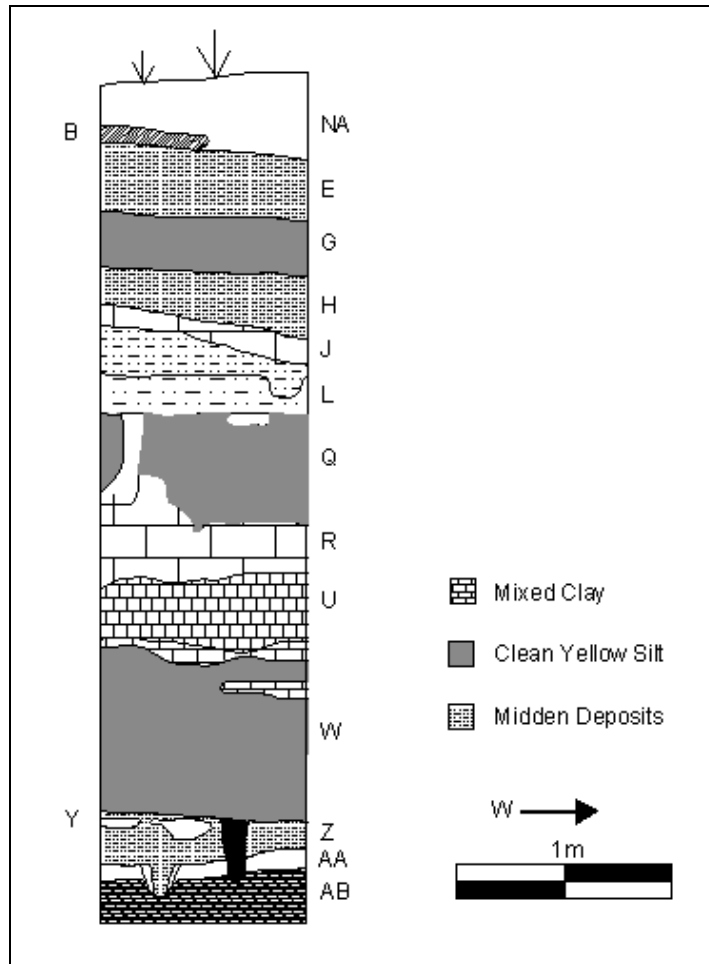 B
NA
E
G
H
J
L
Q
R
U
W
Y
Z
AA
AB
Mixed Clay
Clean Yellow Silt
Midden Deposits
W
1m